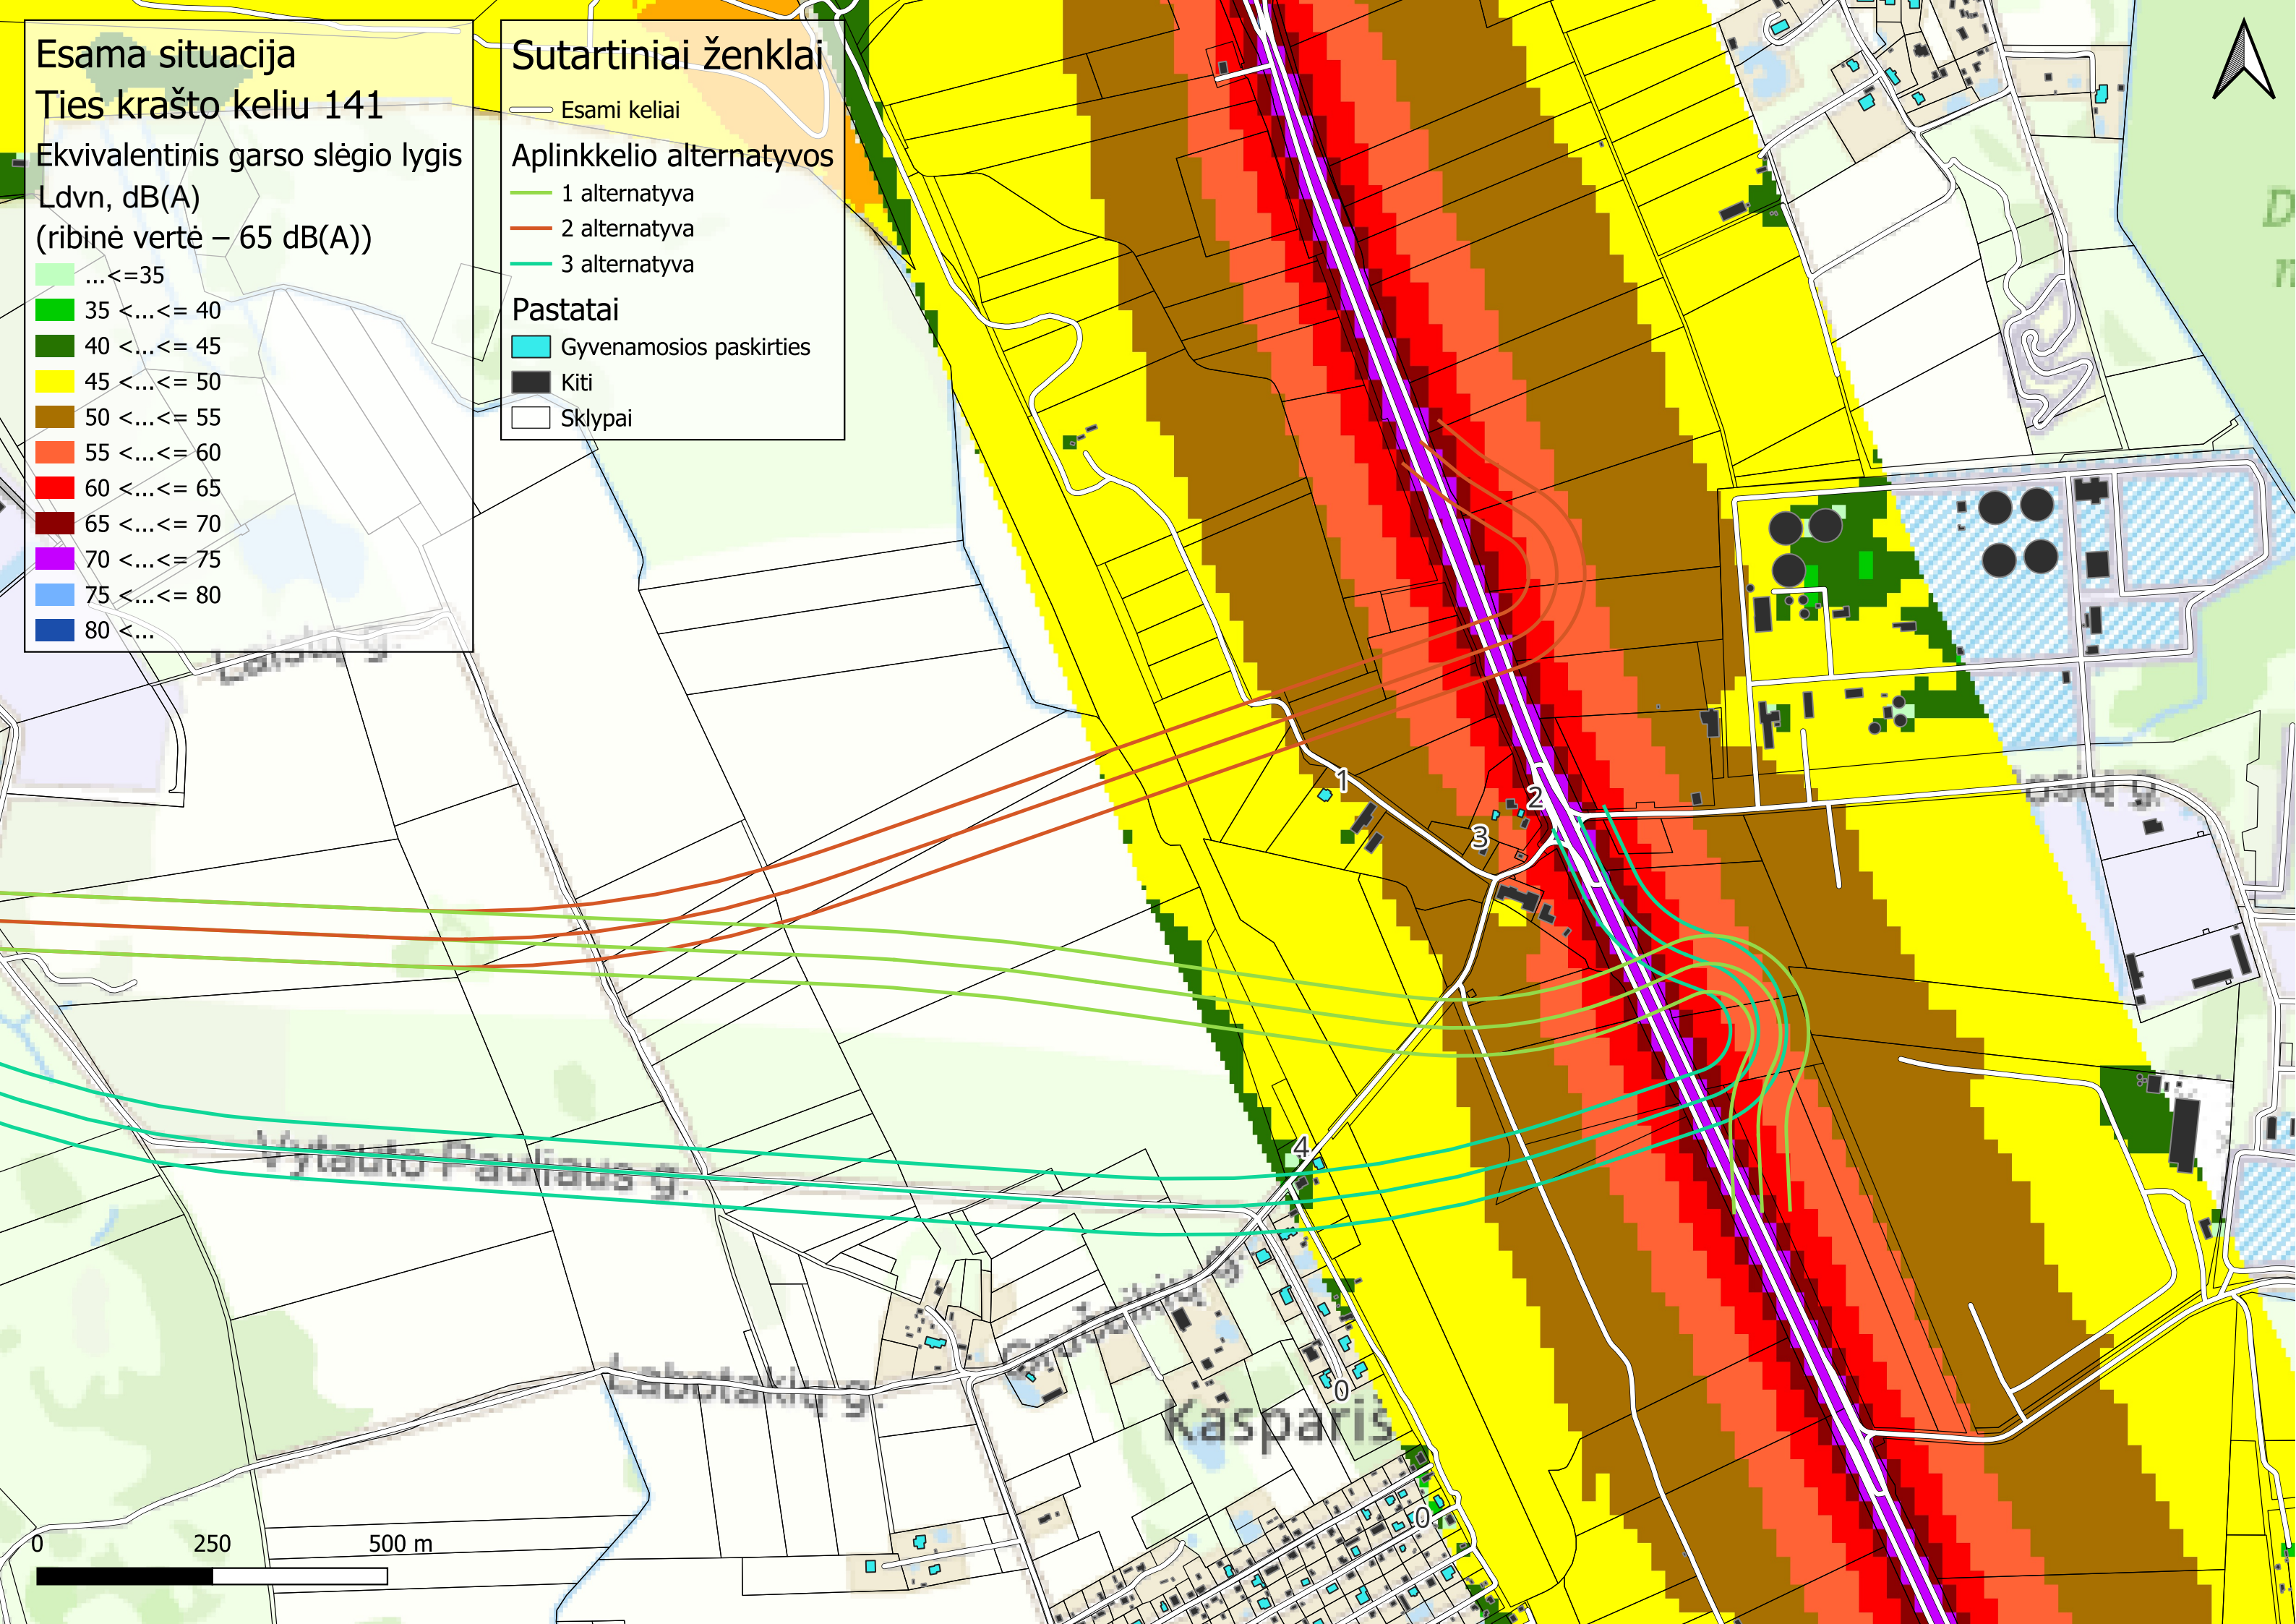 Esama situacija
Ties krašto keliu 141
Ekvivalentinis garso slėgio lygis
Ldvn, dB(A)
(ribinė vertė – 65 dB(A))
...<=35
35 <...<= 40
40 <...<= 45
45 <...<= 50
50 <...<= 55
55 <...<= 60
60 <...<= 65
65 <...<= 70
70 <...<= 75
75 <...<= 80
80 <...
Sutartiniai ženklai
Esami keliai
Aplinkkelio alternatyvos
1 alternatyva
2 alternatyva
3 alternatyva
Pastatai
Gyvenamosios paskirties
Kiti
Sklypai
D
Laistų g.
1
2
3
4
Vytauto Pauliaus g.
Labotakių g.
Kasparis
0
0
0 250 500 m